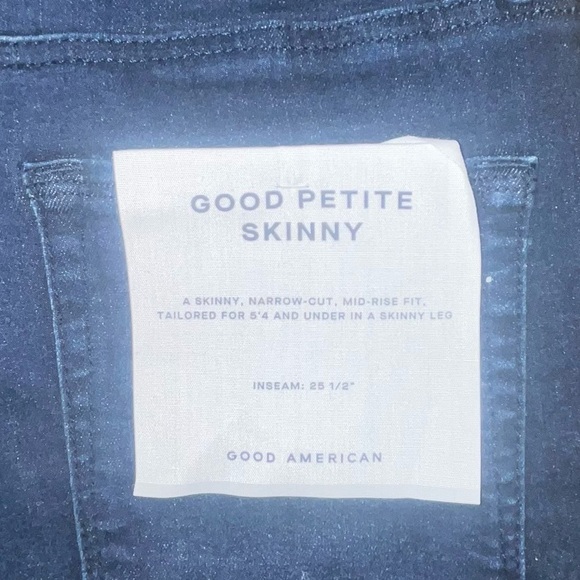 GOOD PETITE
SKINNY
A SKINNY, NARROW-CUT, MID-RISE FIT,
TAILORED FOR 5'4 AND UNDER IN A SKINNY LEG
INSEAM: 25 1/2"
GOOD AMERICAN